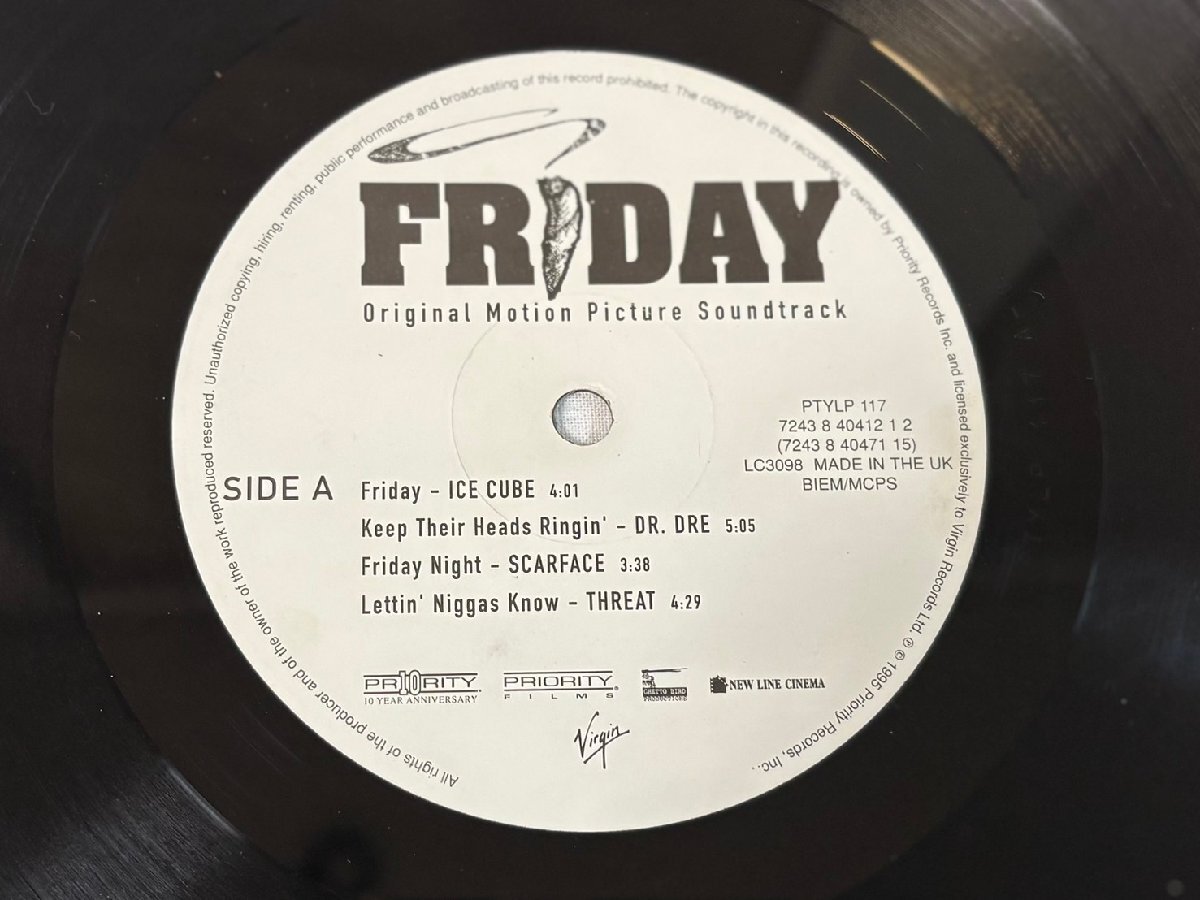 FRIDAY
Original Motion Picture Soundtrack
PTYLP 117
7243 8 40412 1 2
(7243 8 40471 15)
LC3098 MADE IN THE UK
BIEM/MCPS
SIDE A
Friday – ICE CUBE 4:01
Keep Their Heads Ringin' – DR. DRE 5:05
Friday Night – SCARFACE 3:38
Lettin' Niggas Know – THREAT 4:29
PRIORITY
10 YEAR ANNIVERSARY
PRIORITY
FILMS
GHETTO BIRD
PRODUCTIONS
NEW LINE CINEMA
Virgin
All rights of the producer and of the owner of the work reproduced reserved. Unauthorized copying, hiring, renting, public performance and broadcasting of this record prohibited. The copyright in this recording is owned by Priority Records Inc. and licensed exclusively to Virgin Records Ltd. ℗ © 1995 Priority Records, Inc..